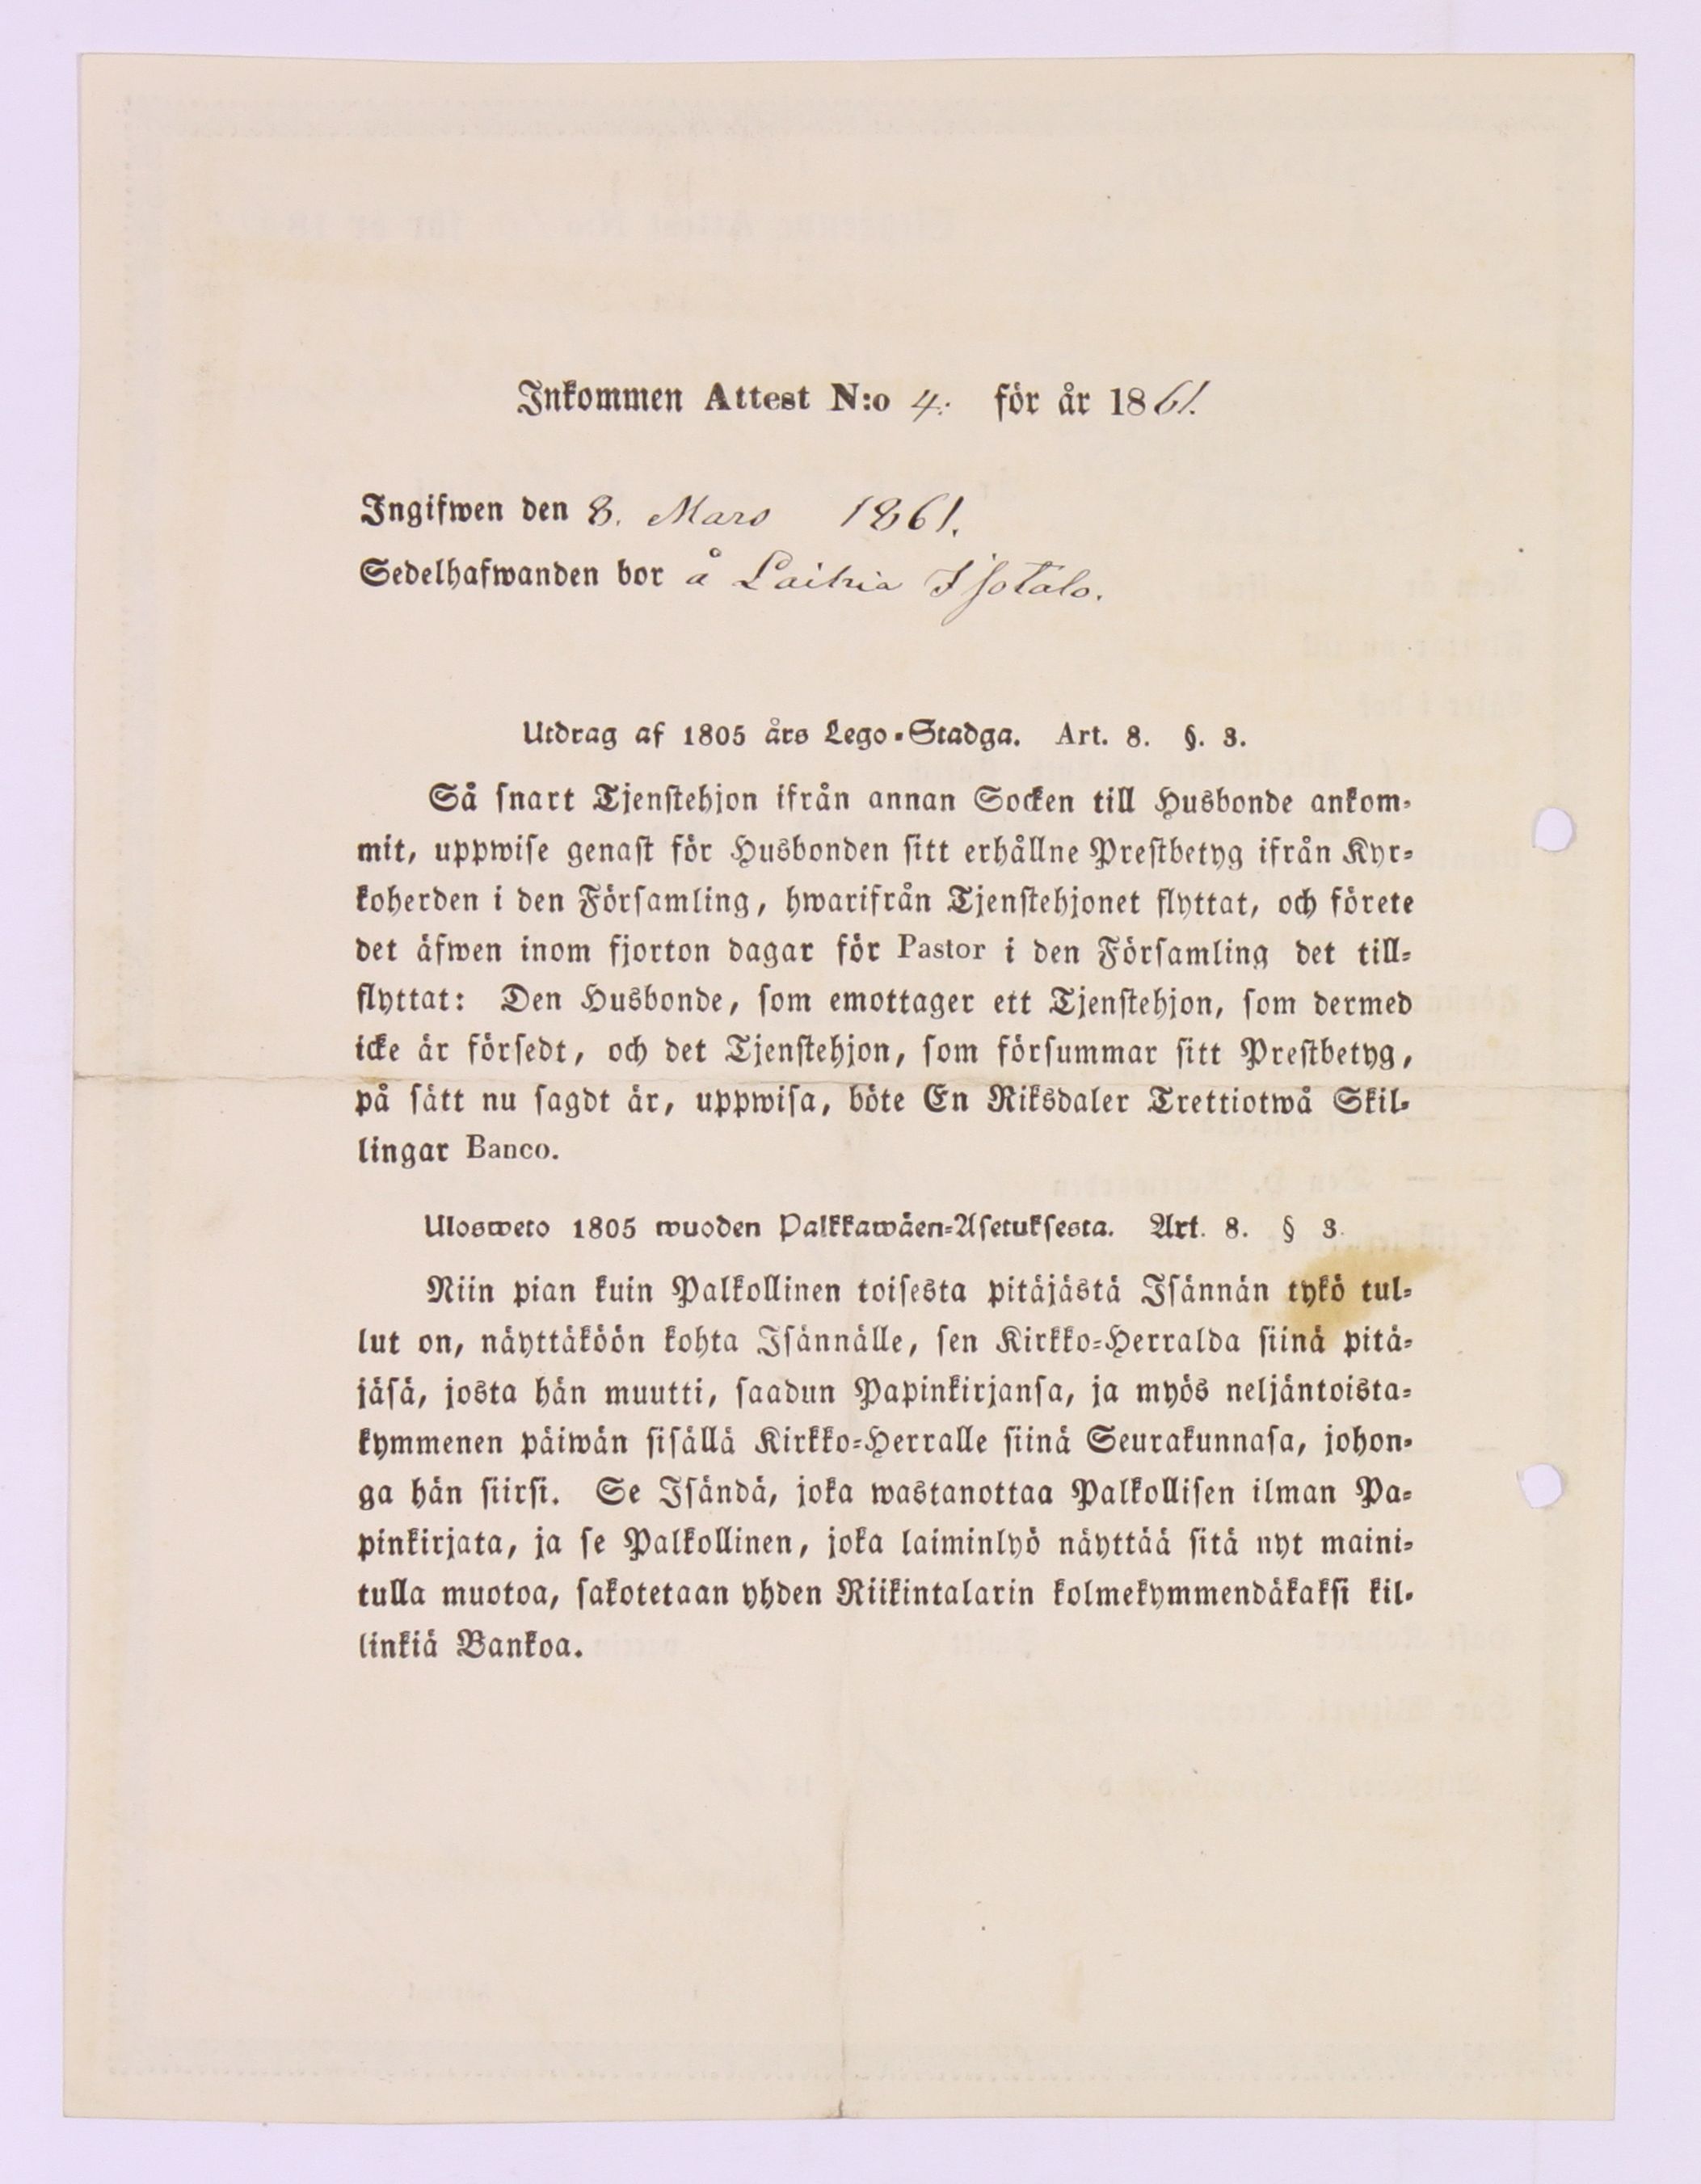 Inkommen Attest N:o 4. för år 1861.
Ingifwen den 8. Mars 1861.
Sedelhafwanden bor å Laihia Isotalo.
Utdrag af 1805 års Lego-Stadga. Art. 8. §. 3.
Så snart Tjenstehjon ifrån annan Socken till Husbonde ankom-
mit, uppwise genast för Husbonden sitt erhållne Prestbetyg ifrån Kyr-
koherden i den Församling, hwarifrån Tjenstehjonet flyttat, och förete
det äfwen inom fjorton dagar för Pastor i den Församling det till-
flyttat: Den Husbonde, som emottager ett Tjenstehjon, som dermed
icke är försedt, och det Tjenstehjon, som försummar sitt Prestbetyg,
på sätt nu sagdt är, uppwisa, böte En Riksdaler Trettiotwå Skil-
lingar Banco.
Ulosweto 1805 wuoden Palkkawäen-Asetuksesta. Art. 8. § 3.
Niin pian kuin Palkollinen toisesta pitäjästä Isännän tykö tul-
lut on, näyttäköön kohta Isännälle, sen Kirkko-Herralda siinä pitä-
jäsä, josta hän muutti, saadun Papinkirjansa, ja myös neljäntoista-
kymmenen päiwän sisällä Kirkko-Herralle siinä Seurakunnasa, johon-
ga hän siirsi. Se Isändä, joka wastanottaa Palkollisen ilman Pa-
pinkirjata, ja se Palkollinen, joka laiminlyö näyttää sitä nyt maini-
tulla muotoa, sakotetaan yhden Riikintalarin kolmekymmendäkaksi kil-
linkiä Bankoa.